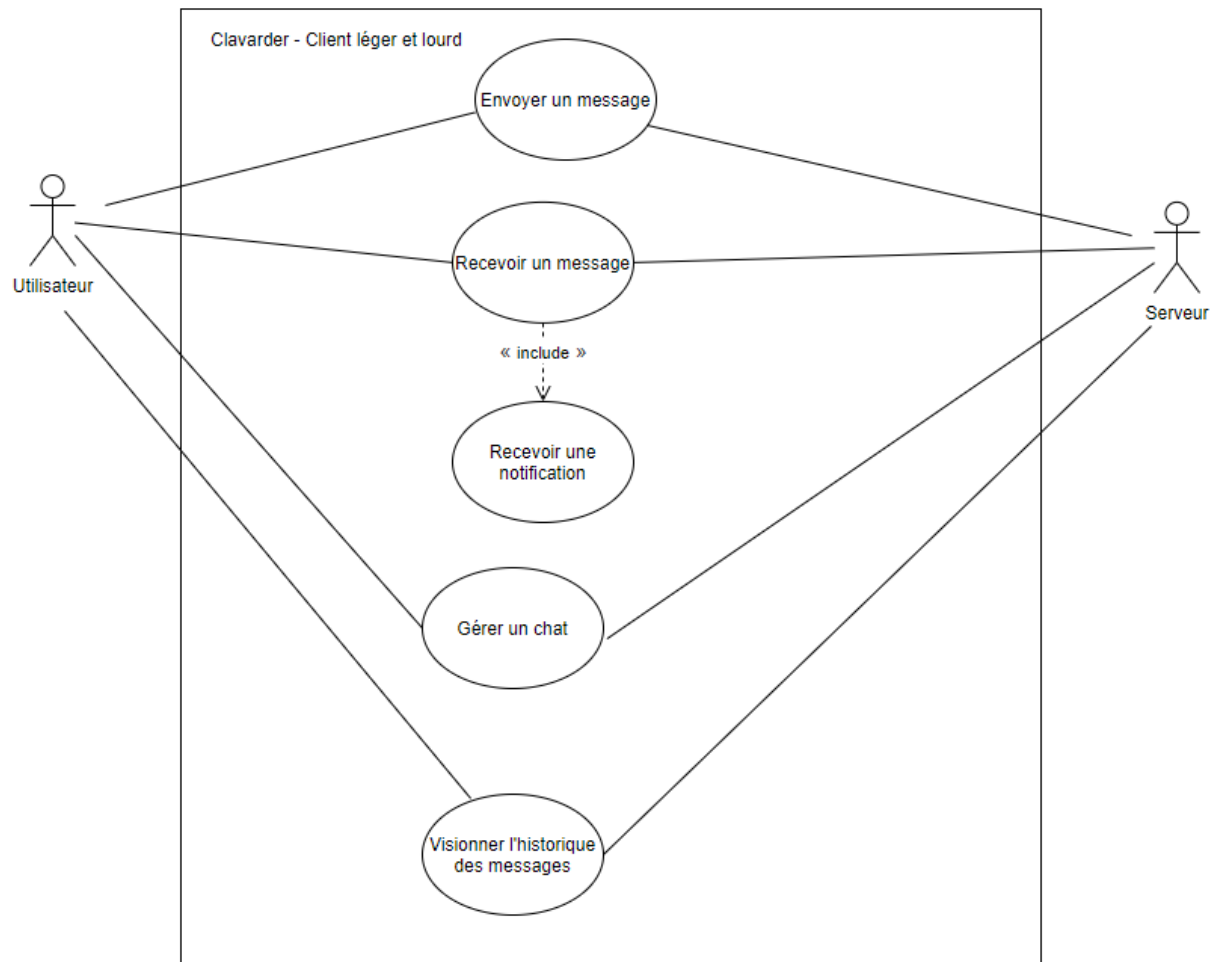 Clavarder - Client léger et lourd
Envoyer un message
Recevoir un message
Utilisateur
Serveur
« include »
Recevoir une
notification
Gérer un chat
Visionner l'historique
des messages